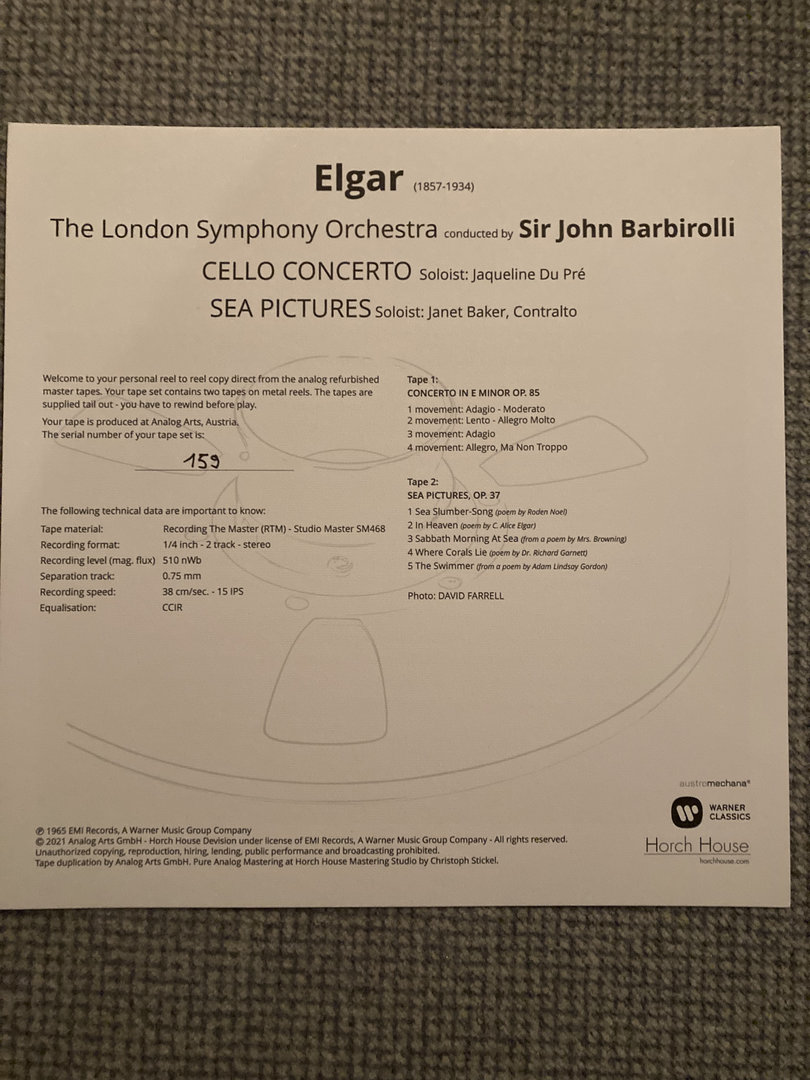 Elgar (1857-1934)
The London Symphony Orchestra conducted by Sir John Barbirolli
CELLO CONCERTO Soloist: Jaqueline Du Pré
SEA PICTURES Soloist: Janet Baker, Contralto
Welcome to your personal reel to reel copy direct from the analog refurbished
master tapes. Your tape set contains two tapes on metal reels. The tapes are
supplied tail out - you have to rewind before play.
Your tape is produced at Analog Arts, Austria.
The serial number of your tape set is:
159
The following technical data are important to know:
Tape material: Recording The Master (RTM) - Studio Master SM468
Recording format: 1/4 inch - 2 track - stereo
Recording level (mag. flux) 510 nWb
Separation track: 0.75 mm
Recording speed: 38 cm/sec. - 15 IPS
Equalisation: CCIR
Tape 1:
CONCERTO IN E MINOR OP. 85
1 movement: Adagio - Moderato
2 movement: Lento - Allegro Molto
3 movement: Adagio
4 movement: Allegro, Ma Non Troppo
Tape 2:
SEA PICTURES, OP. 37
1 Sea Slumber-Song (poem by Roden Noel)
2 In Heaven (poem by C. Alice Elgar)
3 Sabbath Morning At Sea (from a poem by Mrs. Browning)
4 Where Corals Lie (poem by Dr. Richard Garnett)
5 The Swimmer (from a poem by Adam Lindsay Gordon)
Photo: DAVID FARRELL
℗ 1965 EMI Records, A Warner Music Group Company
© 2021 Analog Arts GmbH - Horch House Devision under license of EMI Records, A Warner Music Group Company - All rights reserved.
Unauthorized copying, reproduction, hiring, lending, public performance and broadcasting prohibited.
Tape duplication by Analog Arts GmbH. Pure Analog Mastering at Horch House Mastering Studio by Christoph Stickel.
austromechana®
WARNER
CLASSICS
Horch House
horchhouse.com